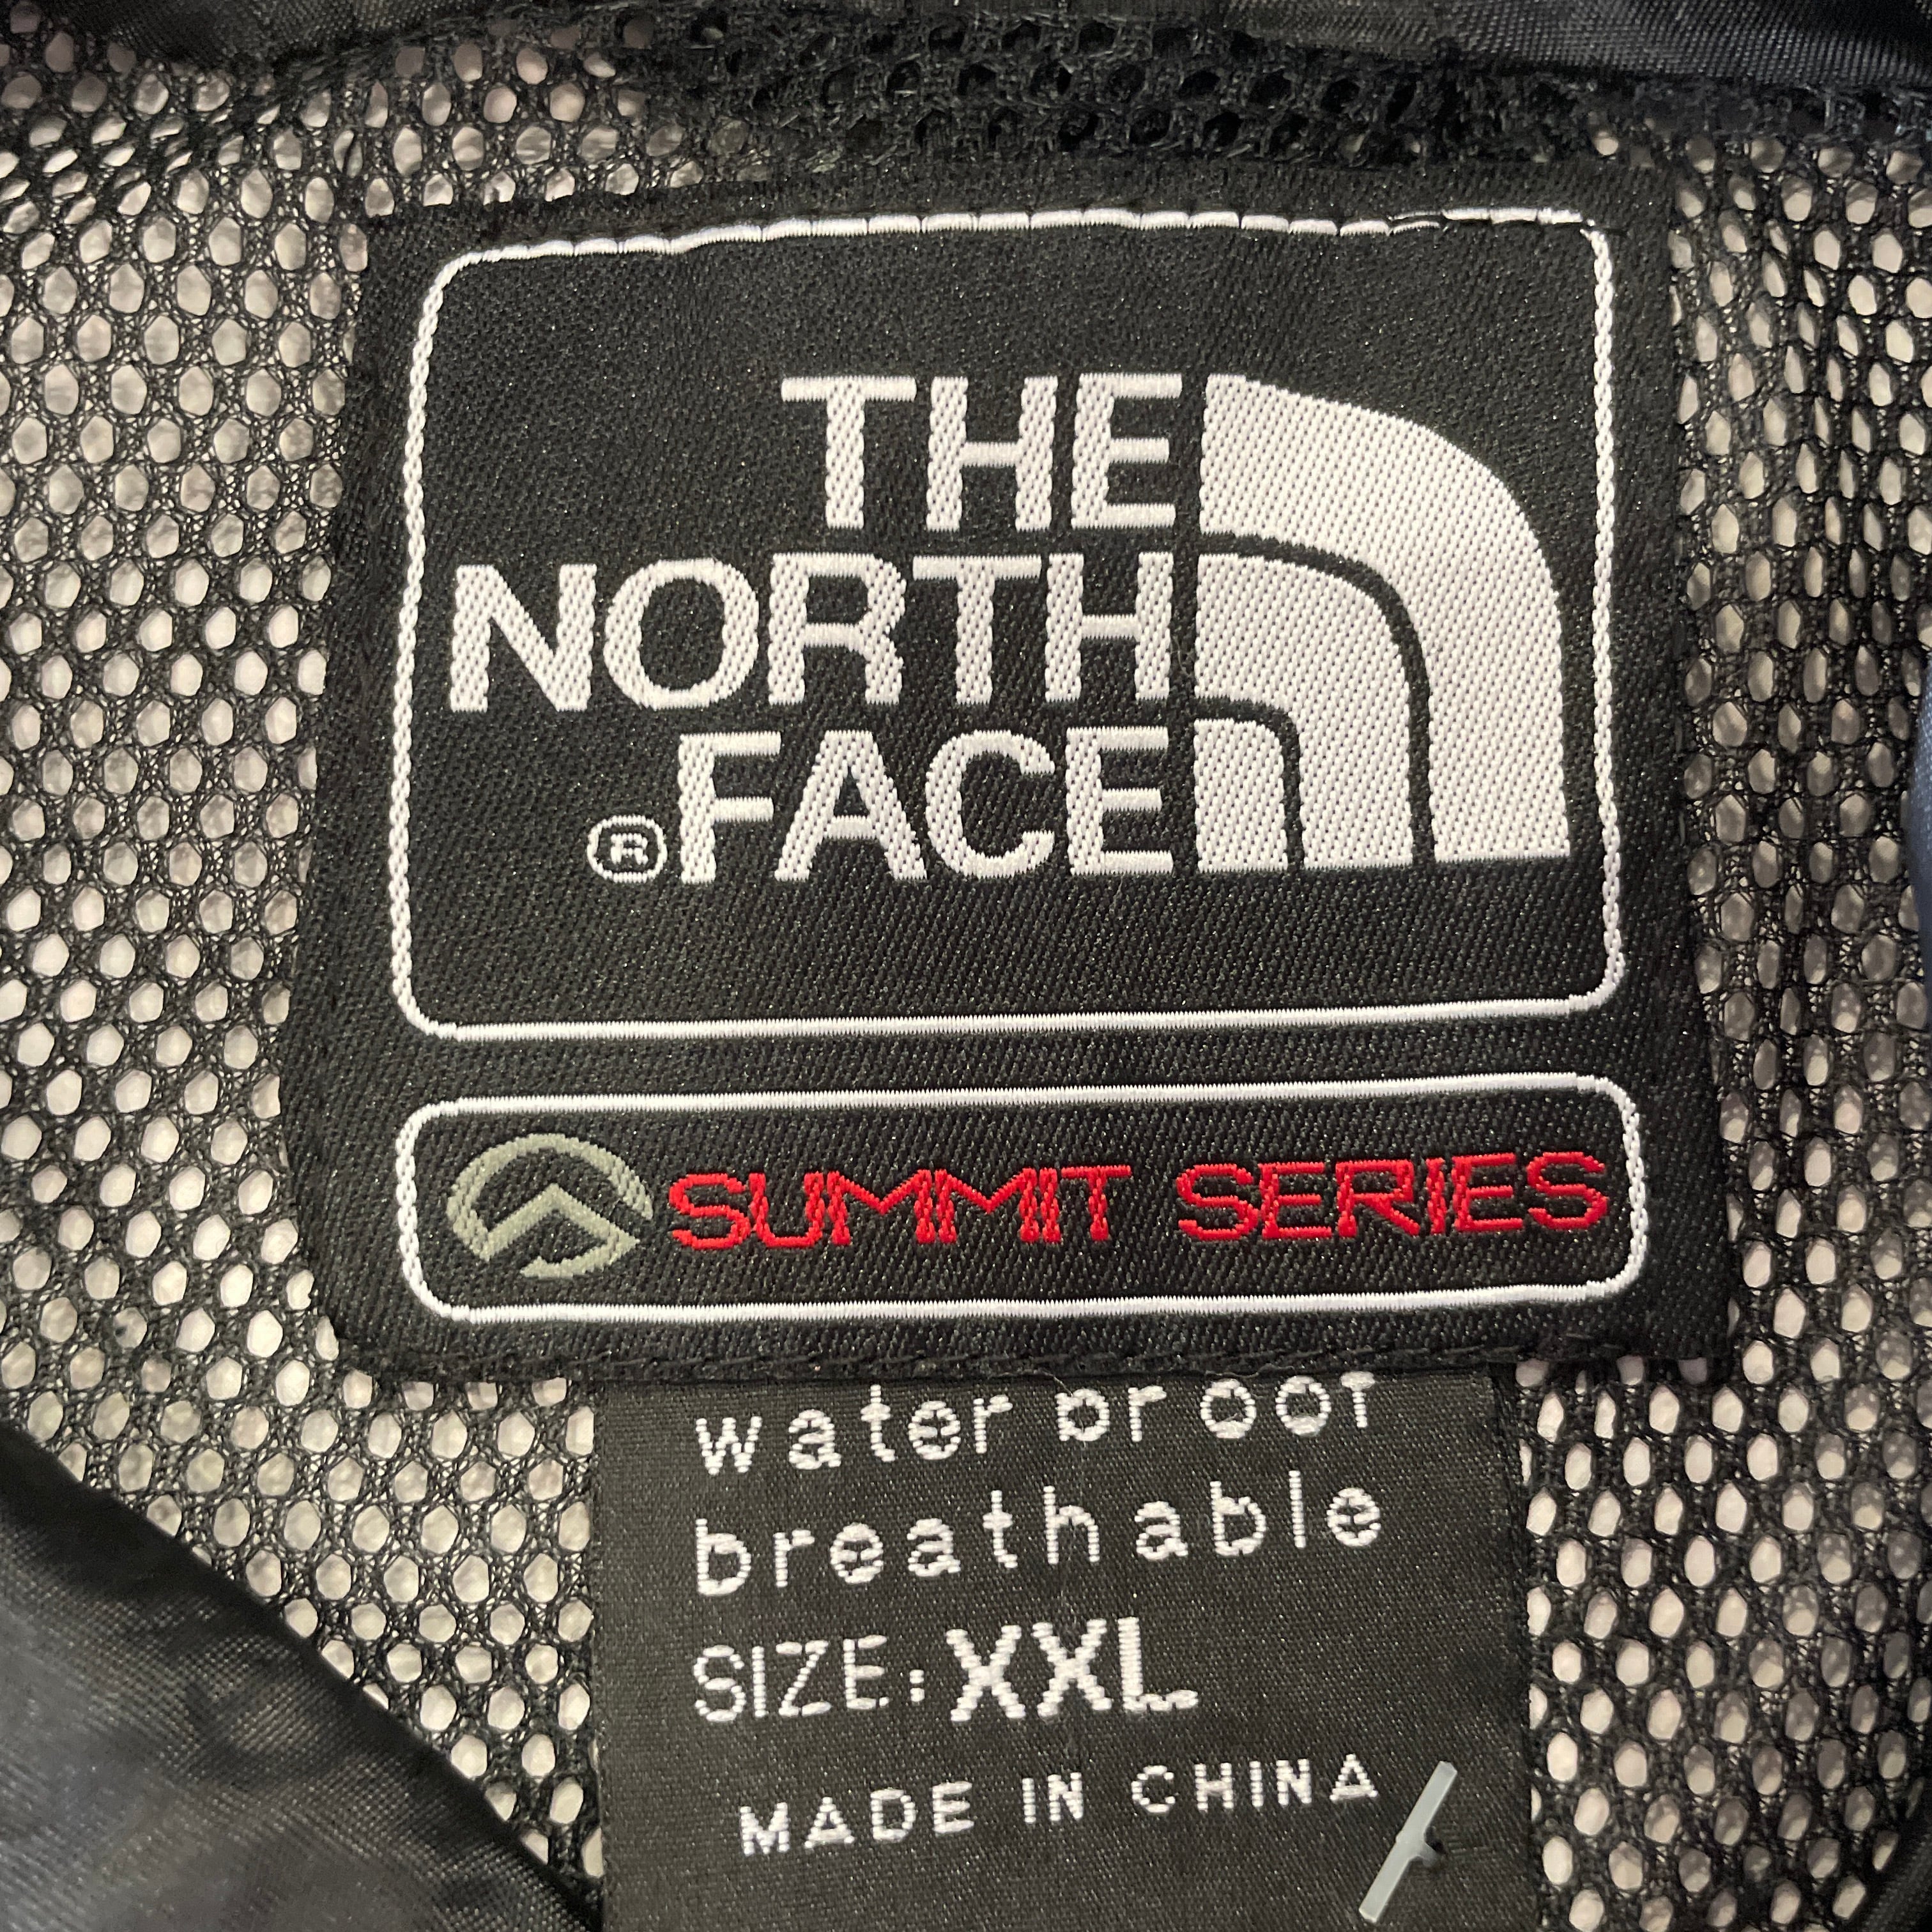 THE
NORTH
® FACE
SUMMIT SERIES
water proof
breathable
SIZE: XXL
MADE IN CHINA